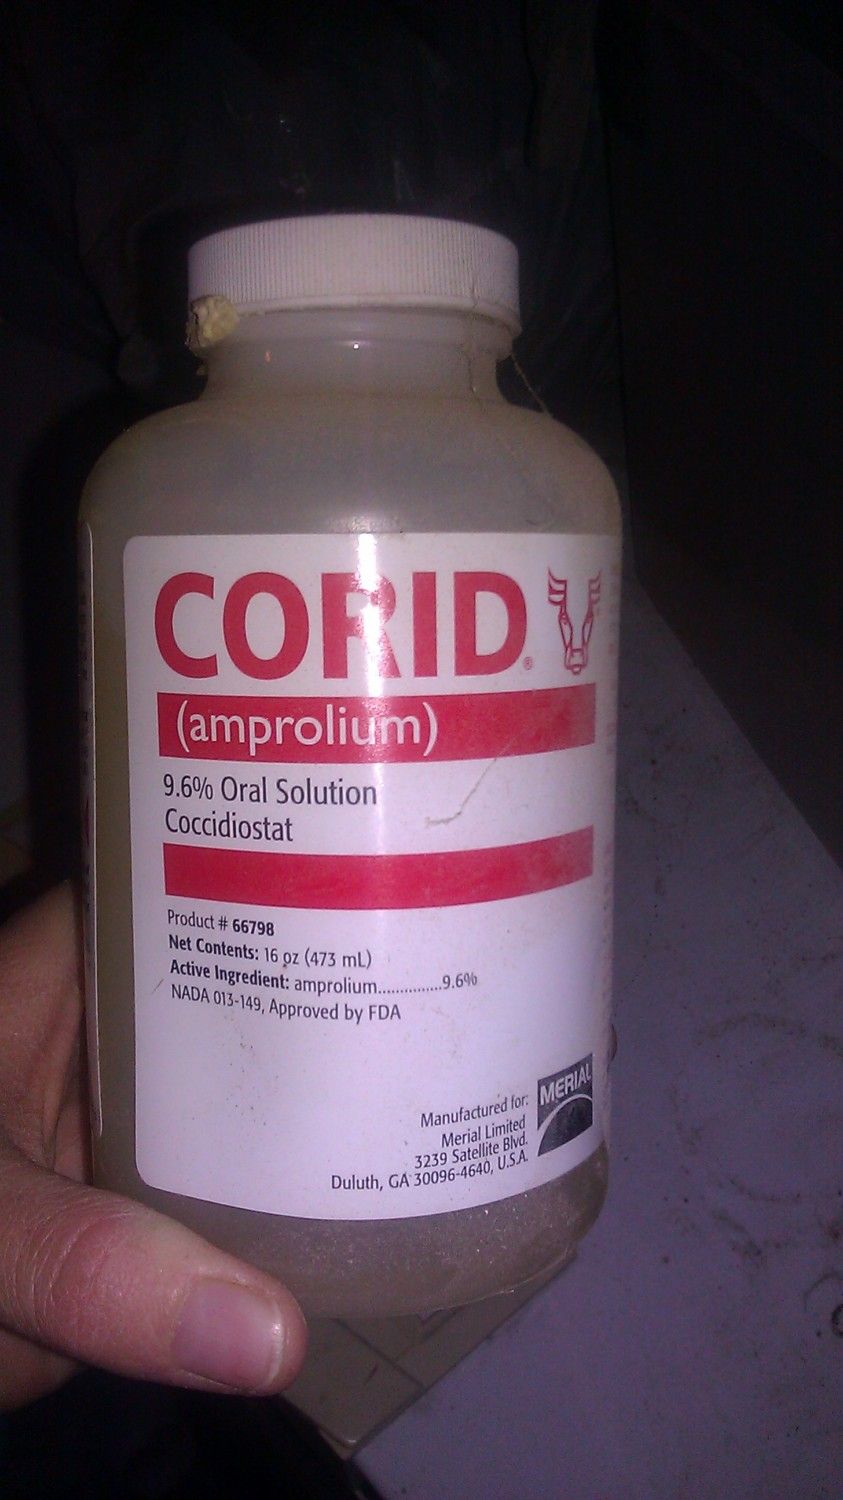 CORID®
(amprolium)
9.6% Oral Solution
Coccidiostat
Product # 66798
Net Contents: 16 oz (473 mL)
Active Ingredient: amprolium...............9.6%
NADA 013-149, Approved by FDA
MERIAL
Manufactured for:
Merial Limited
3239 Satellite Blvd.
Duluth, GA 30096-4640, U.S.A.